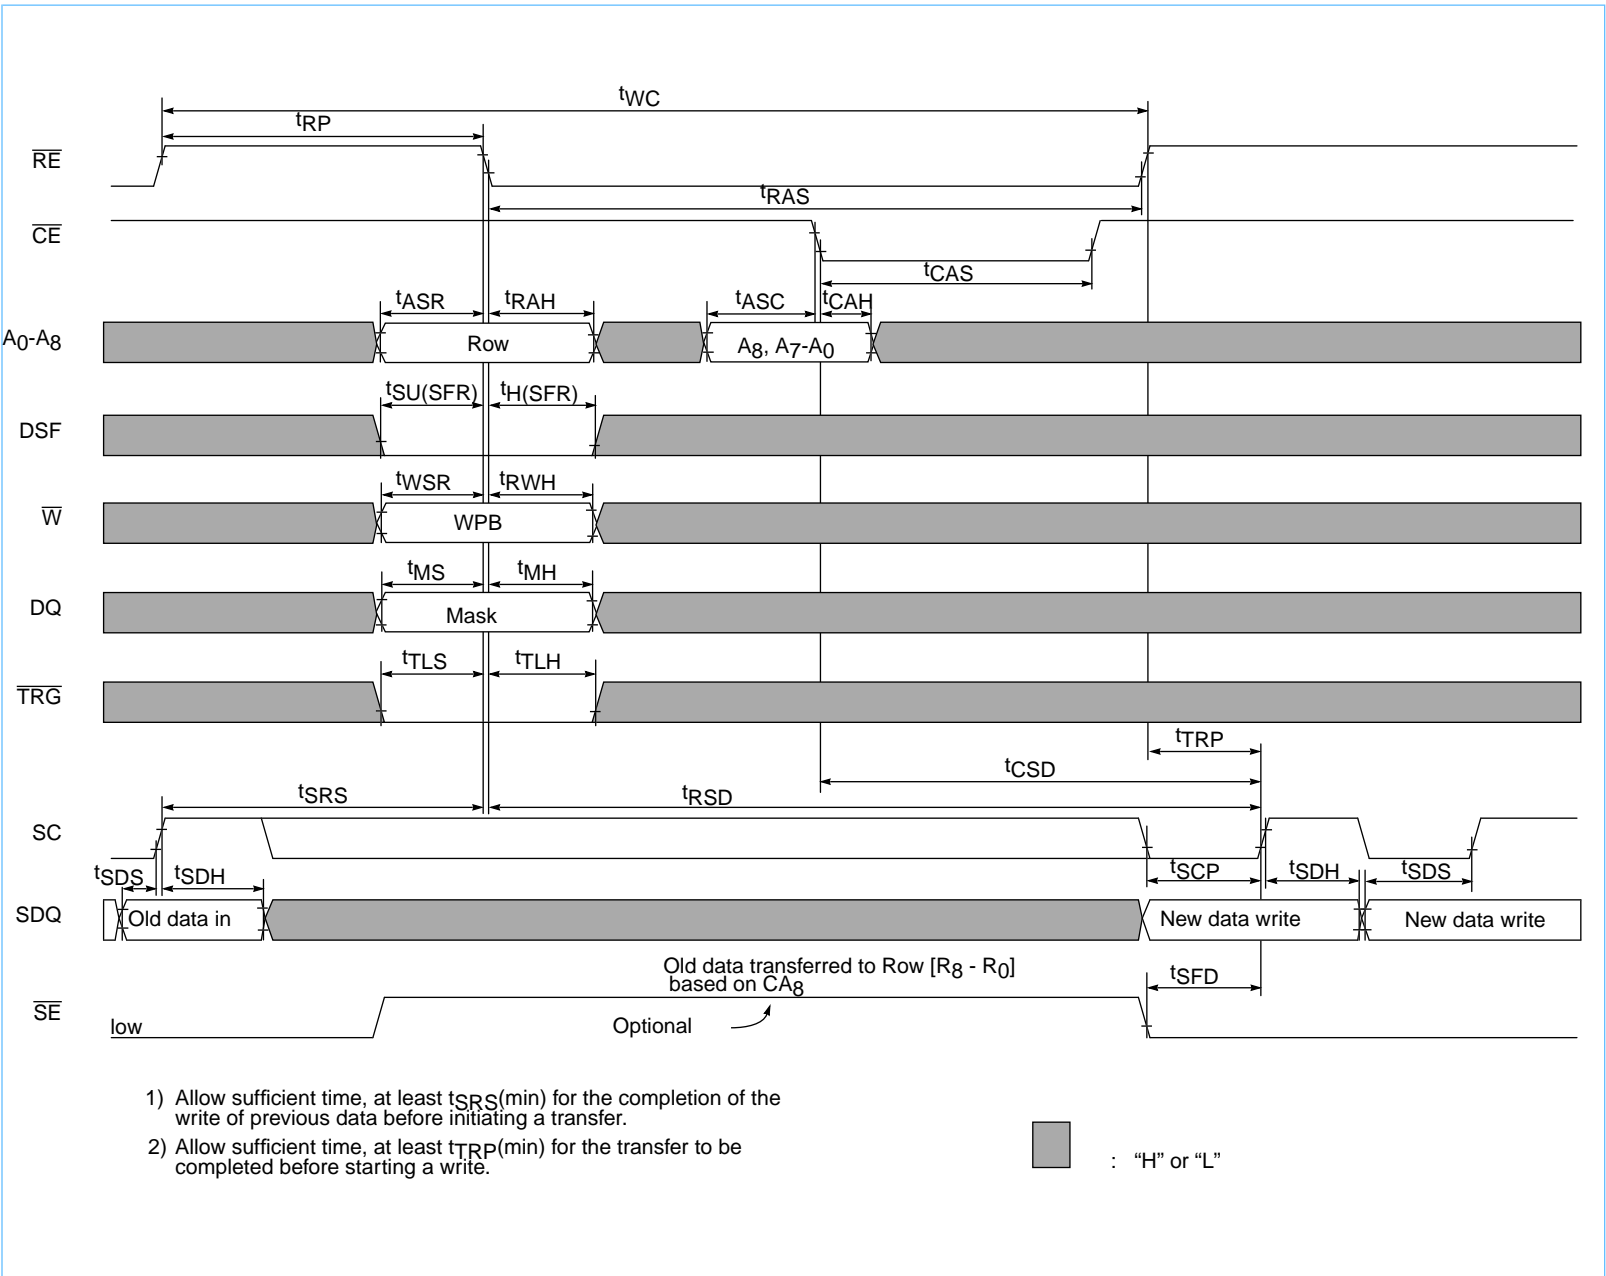 tWC
tRP
RE
tRAS
CE
tCAS
tASR tRAH tASC tCAH
A0-A8 Row A8, A7-A0
tSU(SFR) tH(SFR)
DSF
tWSR tRWH
W WPB
tMS tMH
DQ Mask
tTLS tTLH
TRG
tTRP
tCSD
tSRS tRSD
SC
tSDS tSDH tSCP tSDH tSDS
SDQ Old data in New data write New data write
Old data transferred to Row [R8 - R0]
based on CA8
tSFD
SE low Optional
1) Allow sufficient time, at least tSRS(min) for the completion of the
write of previous data before initiating a transfer.
2) Allow sufficient time, at least tTRP(min) for the transfer to be
completed before starting a write.
: “H” or “L”